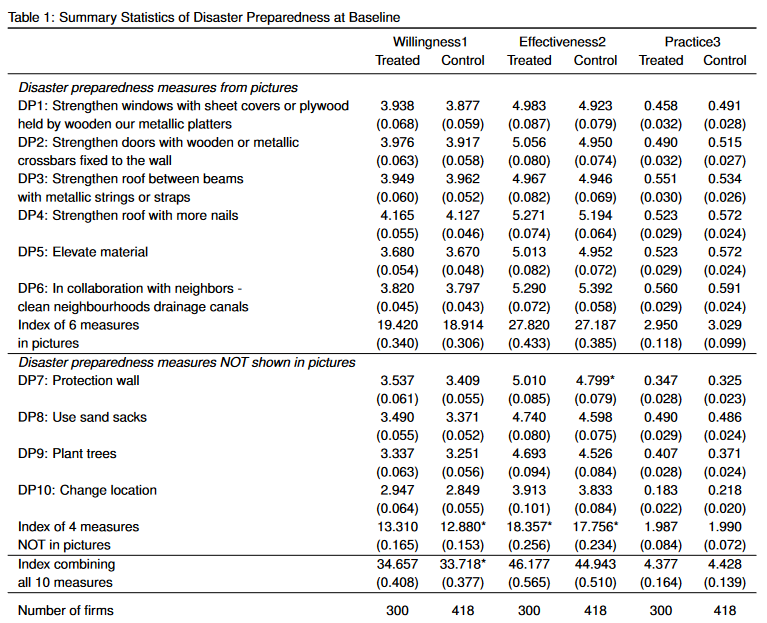 Table 1: Summary Statistics of Disaster Preparedness at Baseline
Willingness1 Effectiveness2 Practice3
Treated Control Treated Control Treated Control
Disaster preparedness measures from pictures
DP1: Strengthen windows with sheet covers or plywood 3.938 3.877 4.983 4.923 0.458 0.491
held by wooden our metallic platters (0.068) (0.059) (0.087) (0.079) (0.032) (0.028)
DP2: Strengthen doors with wooden or metallic 3.976 3.917 5.056 4.950 0.490 0.515
crossbars fixed to the wall (0.063) (0.058) (0.080) (0.074) (0.032) (0.027)
DP3: Strengthen roof between beams 3.949 3.962 4.967 4.946 0.551 0.534
with metallic strings or straps (0.060) (0.052) (0.082) (0.069) (0.030) (0.026)
DP4: Strengthen roof with more nails 4.165 4.127 5.271 5.194 0.523 0.572
(0.055) (0.046) (0.074) (0.064) (0.029) (0.024)
DP5: Elevate material 3.680 3.670 5.013 4.952 0.523 0.572
(0.054) (0.048) (0.082) (0.072) (0.029) (0.024)
DP6: In collaboration with neighbors - 3.820 3.797 5.290 5.392 0.560 0.591
clean neighbourhoods drainage canals (0.045) (0.043) (0.072) (0.058) (0.029) (0.024)
Index of 6 measures 19.420 18.914 27.820 27.187 2.950 3.029
in pictures (0.340) (0.306) (0.433) (0.385) (0.118) (0.099)
Disaster preparedness measures NOT shown in pictures
DP7: Protection wall 3.537 3.409 5.010 4.799* 0.347 0.325
(0.061) (0.055) (0.085) (0.079) (0.028) (0.023)
DP8: Use sand sacks 3.490 3.371 4.740 4.598 0.490 0.486
(0.055) (0.052) (0.080) (0.075) (0.029) (0.024)
DP9: Plant trees 3.337 3.251 4.693 4.526 0.407 0.371
(0.063) (0.056) (0.094) (0.084) (0.028) (0.024)
DP10: Change location 2.947 2.849 3.913 3.833 0.183 0.218
(0.064) (0.055) (0.101) (0.084) (0.022) (0.020)
Index of 4 measures 13.310 12.880* 18.357* 17.756* 1.987 1.990
NOT in pictures (0.165) (0.153) (0.256) (0.234) (0.084) (0.072)
Index combining 34.657 33.718* 46.177 44.943 4.377 4.428
all 10 measures (0.408) (0.377) (0.565) (0.510) (0.164) (0.139)
Number of firms 300 418 300 418 300 418